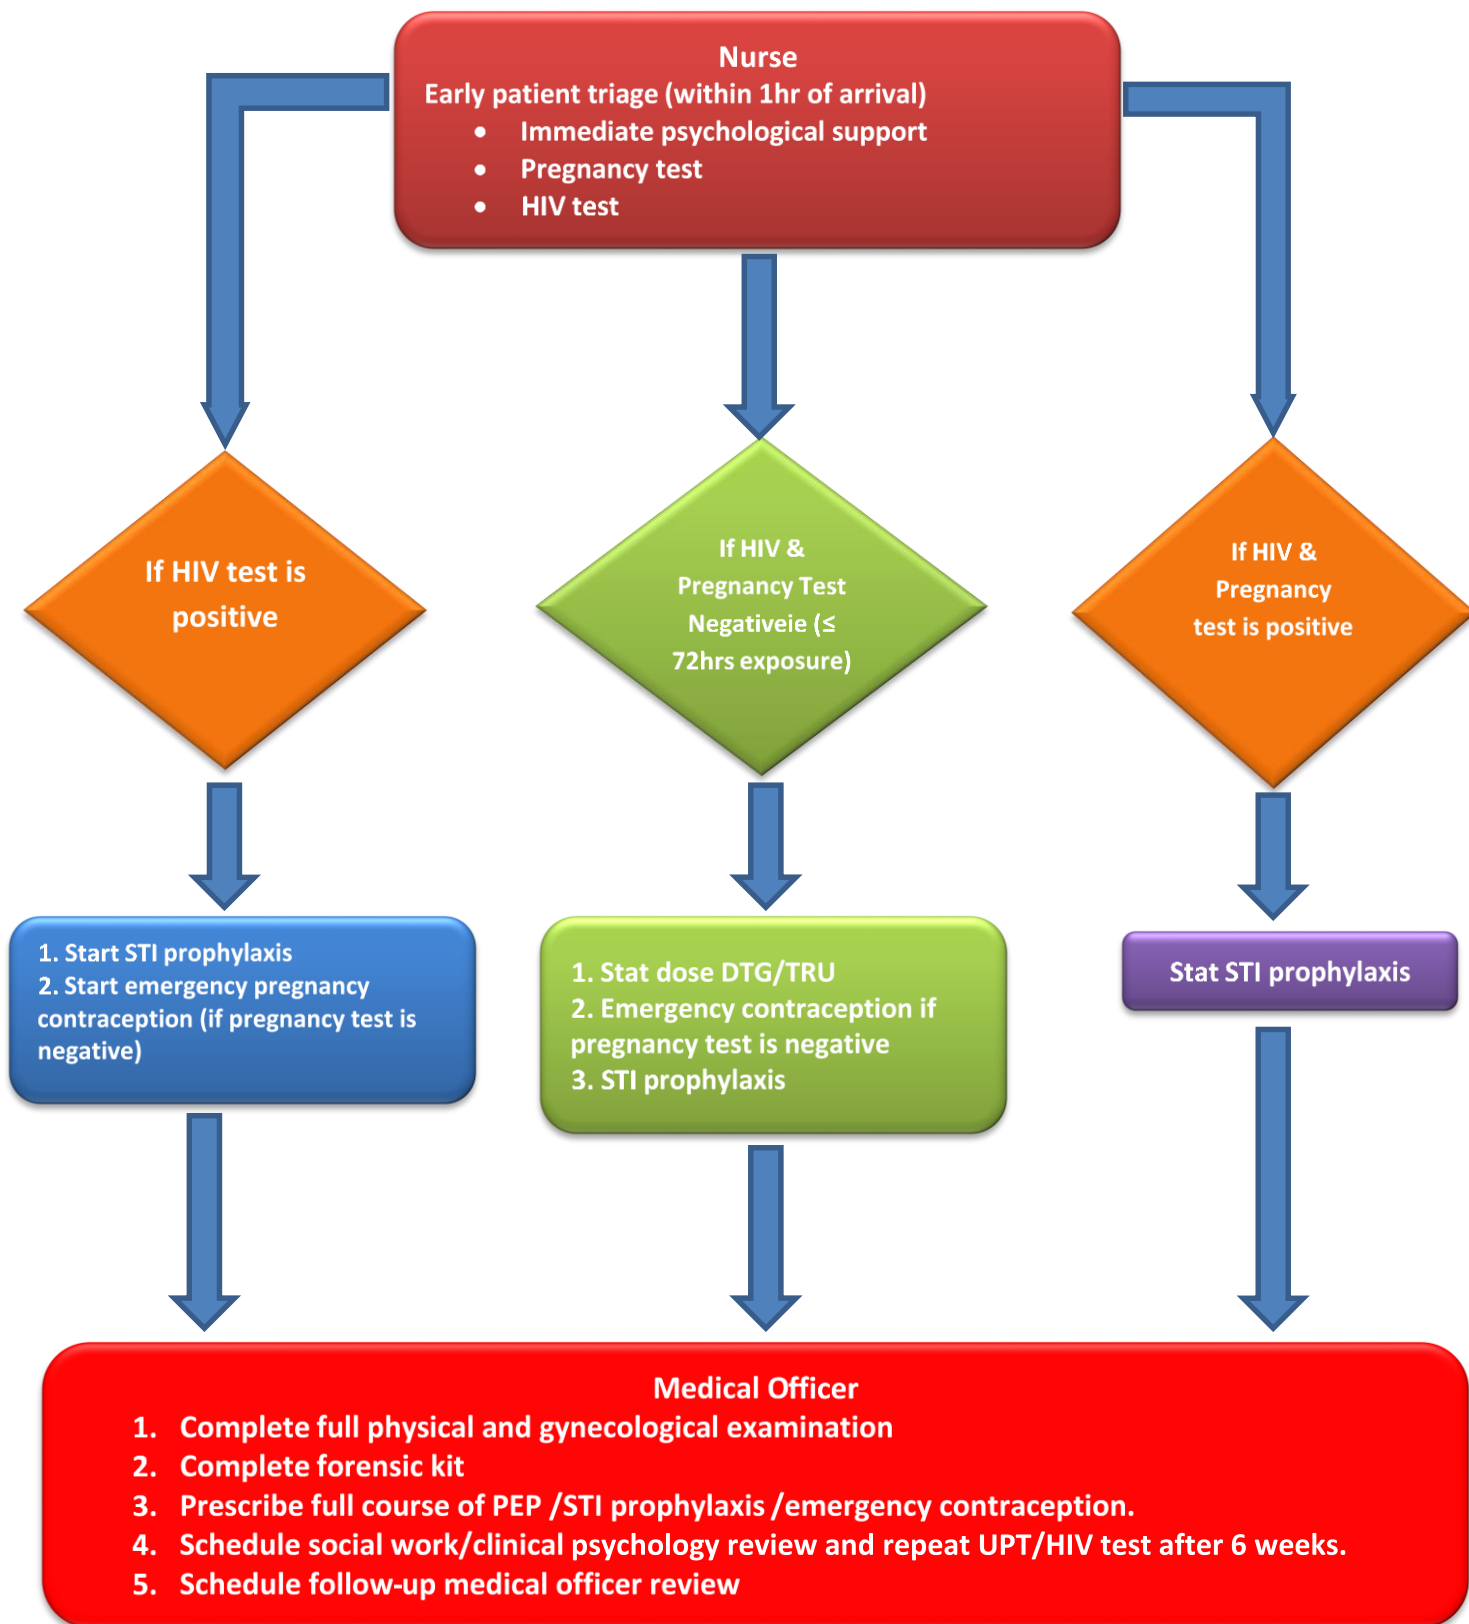 Nurse
Early patient triage (within 1hr of arrival)
• Immediate psychological support
• Pregnancy test
• HIV test
If HIV test is
positive
If HIV &
Pregnancy Test
Negativeie (≤
72hrs exposure)
If HIV &
Pregnancy
test is positive
1. Start STI prophylaxis
2. Start emergency pregnancy
contraception (if pregnancy test is
negative)
1. Stat dose DTG/TRU
2. Emergency contraception if
pregnancy test is negative
3. STI prophylaxis
Stat STI prophylaxis
Medical Officer
1. Complete full physical and gynecological examination
2. Complete forensic kit
3. Prescribe full course of PEP /STI prophylaxis /emergency contraception.
4. Schedule social work/clinical psychology review and repeat UPT/HIV test after 6 weeks.
5. Schedule follow-up medical officer review